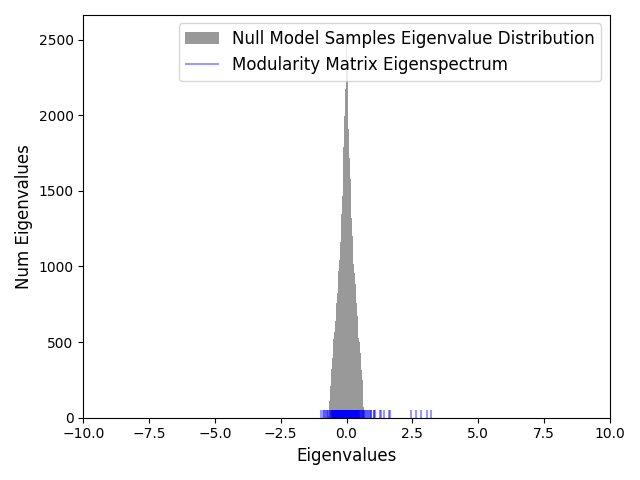 Null Model Samples Eigenvalue Distribution
Modularity Matrix Eigenspectrum
Num Eigenvalues
2500
2000
1500
1000
500
0
−10.0 −7.5 −5.0 −2.5 0.0 2.5 5.0 7.5 10.0
Eigenvalues